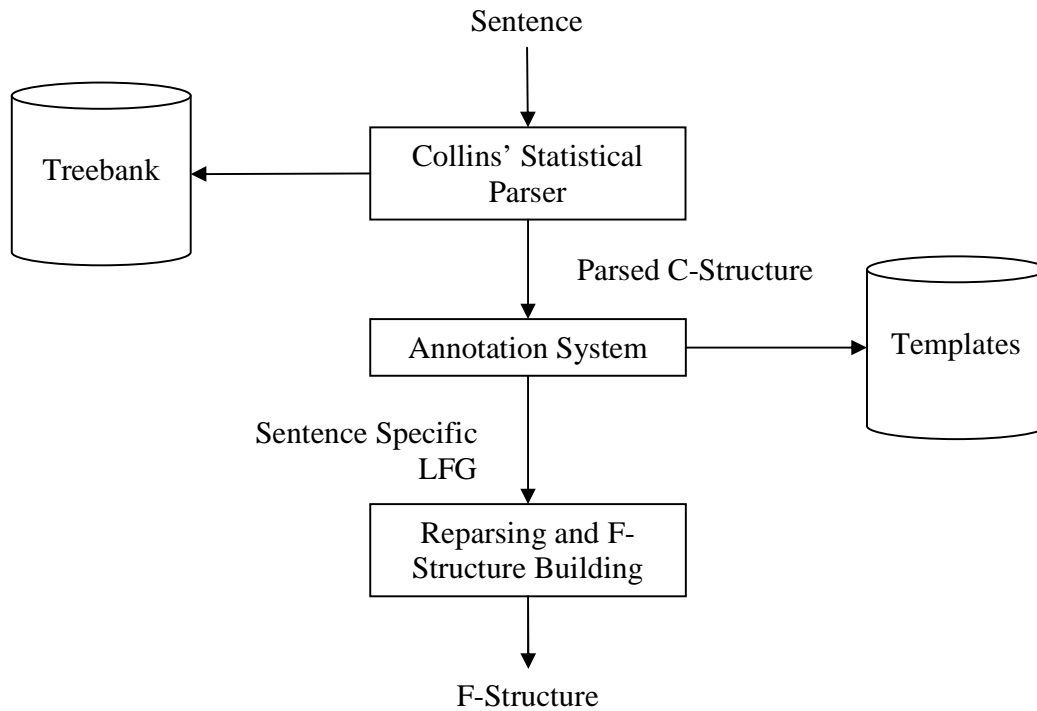 Sentence
Collins’ Statistical
Parser
Treebank
Parsed C-Structure
Annotation System
Templates
Sentence Specific
LFG
Reparsing and F-
Structure Building
F-Structure